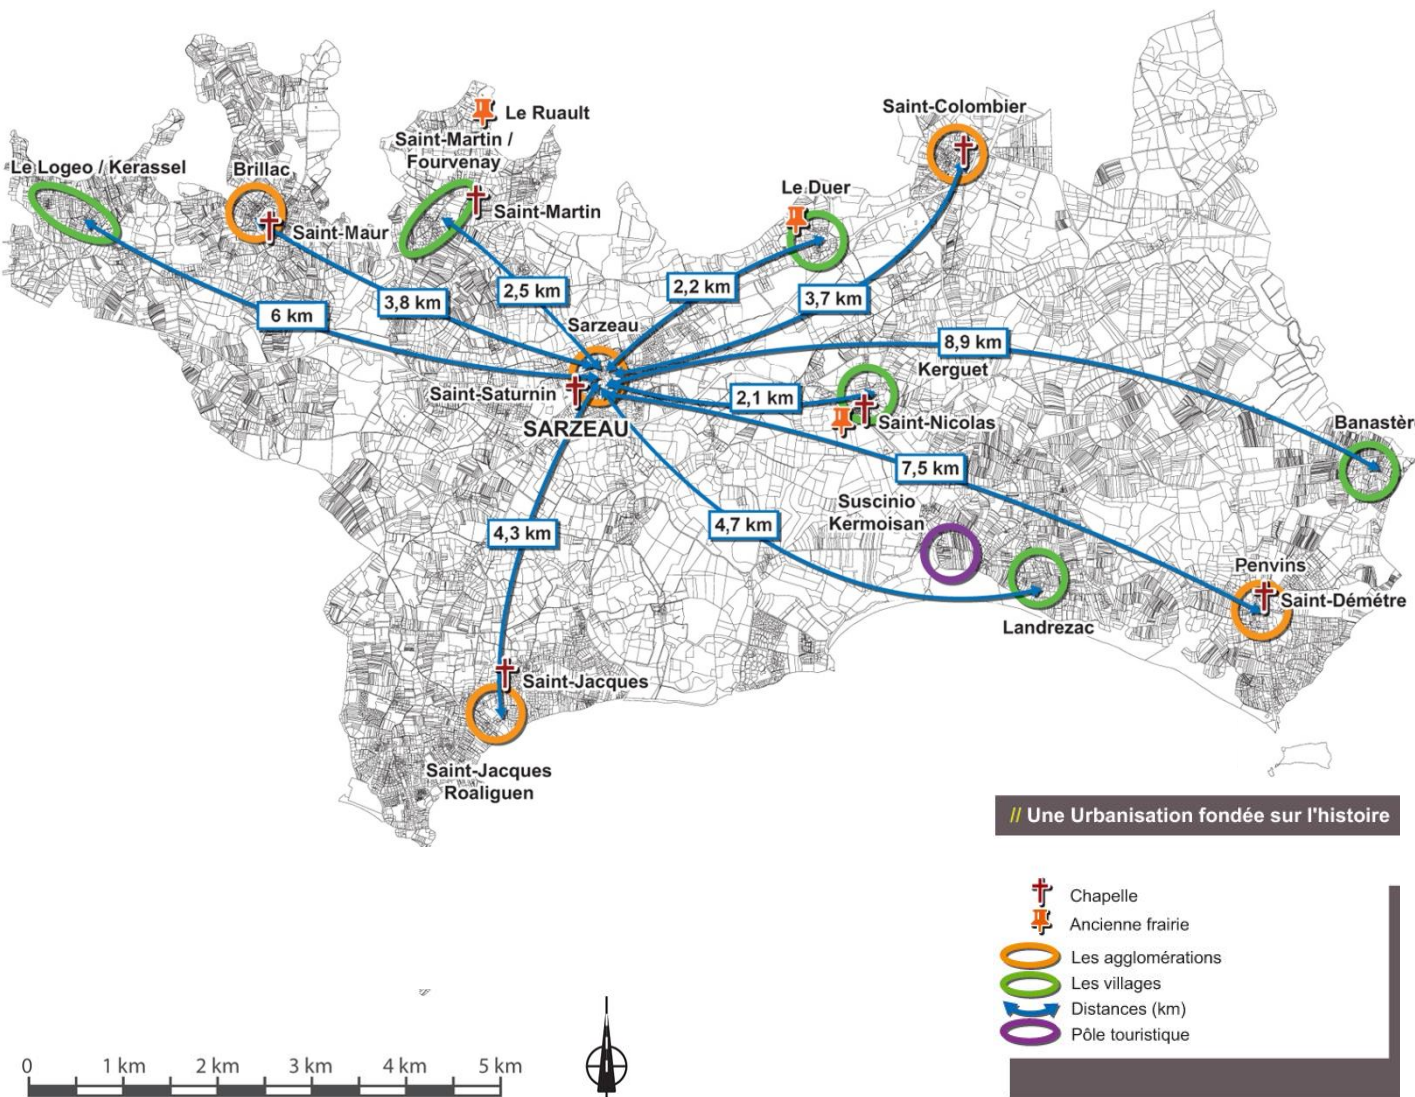 Saint-Colombier
Le Ruault
Saint-Martin /
Fourvenay
Le Logeo / Kerassel
Brillac
Le Duer
Saint-Martin
Saint-Maur
2,5 km
2,2 km
3,7 km
3,8 km
6 km
Sarzeau
8,9 km
Kerguet
Saint-Saturnin
2,1 km
SARZEAU
Saint-Nicolas
Banastère
7,5 km
Suscinio
Kermoisan
4,7 km
4,3 km
Penvins
Saint-Démétre
Landrezac
Saint-Jacques
Saint-Jacques
Roaliguen
// Une Urbanisation fondée sur l'histoire
Chapelle
Ancienne frairie
Les agglomérations
Les villages
Distances (km)
Pôle touristique
0 1 km 2 km 3 km 4 km 5 km